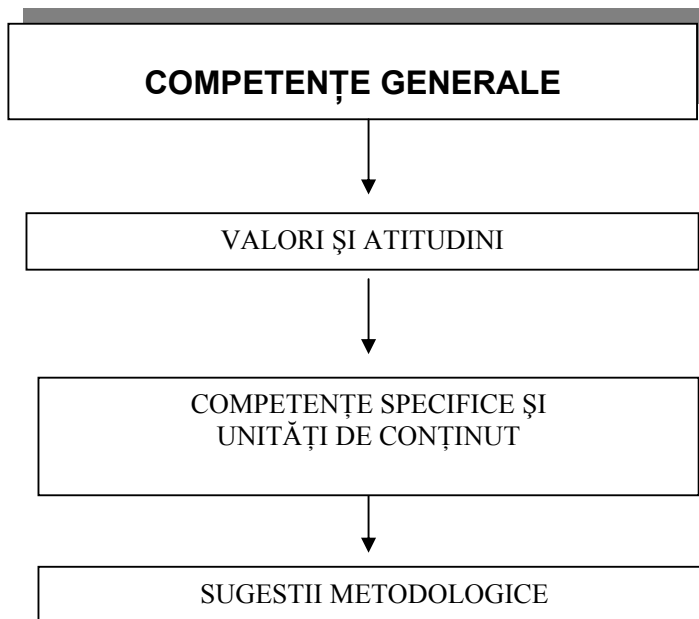 COMPETENȚE GENERALE
VALORI ŞI ATITUDINI
COMPETENȚE SPECIFICE ŞI
UNITĂȚI DE CONȚINUT
SUGESTII METODOLOGICE